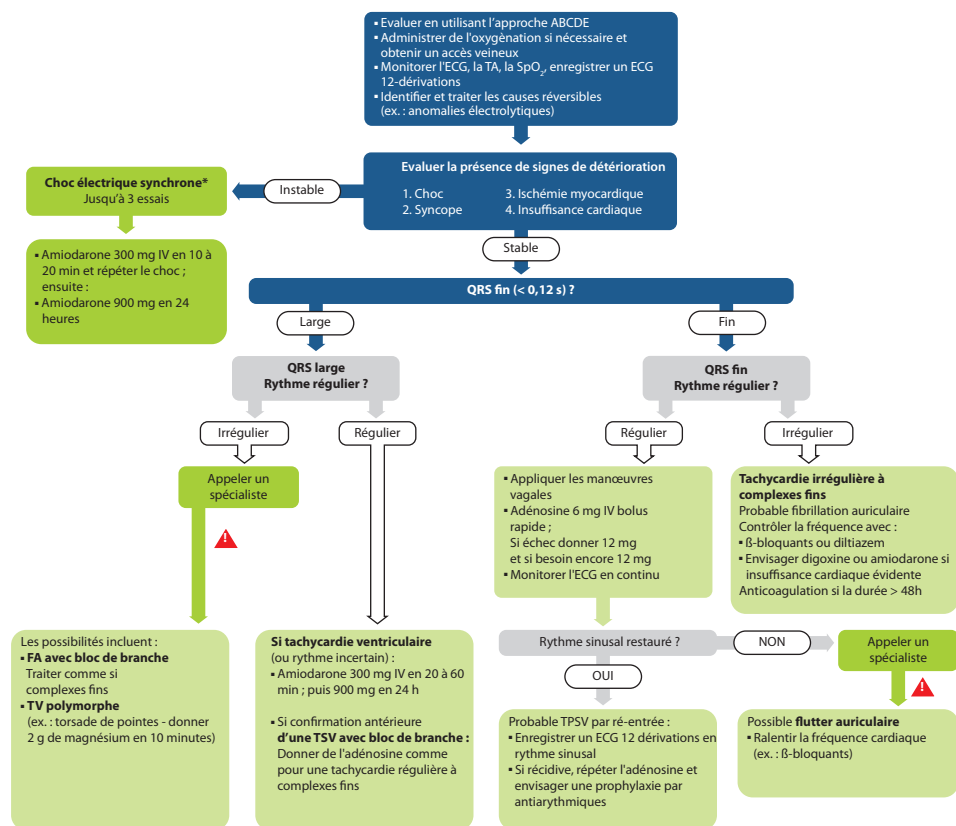 ▪ Evaluer en utilisant l'approche ABCDE
▪ Administrer de l'oxygènation si nécessaire et
obtenir un accès veineux
▪ Monitorer l'ECG, la TA, la SpO₂, enregistrer un ECG
12-dérivations
▪ Identifier et traiter les causes réversibles
(ex. : anomalies électrolytiques)
Evaluer la présence de signes de détérioration
1. Choc
2. Syncope
3. Ischémie myocardique
4. Insuffisance cardiaque
Instable
Choc électrique synchrone*
Jusqu'à 3 essais
▪ Amiodarone 300 mg IV en 10 à
20 min et répéter le choc ;
ensuite :
▪ Amiodarone 900 mg en 24
heures
Stable
QRS fin (< 0,12 s) ?
Large
Fin
QRS large
Rythme régulier ?
QRS fin
Rythme régulier ?
Irrégulier
Régulier
Régulier
Irrégulier
Appeler un
spécialiste
!
▪ Appliquer les manœuvres
vagales
▪ Adénosine 6 mg IV bolus
rapide ;
Si échec donner 12 mg
et si besoin encore 12 mg
▪ Monitorer l'ECG en continu
Tachycardie irrégulière à
complexes fins
Probable fibrillation auriculaire
Contrôler la fréquence avec :
▪ ß-bloquants ou diltiazem
▪ Envisager digoxine ou amiodarone si
insuffisance cardiaque évidente
Anticoagulation si la durée > 48h
Les possibilités incluent :
▪ FA avec bloc de branche
Traiter comme si
complexes fins
▪ TV polymorphe
(ex. : torsade de pointes - donner
2 g de magnésium en 10 minutes)
Si tachycardie ventriculaire
(ou rythme incertain) :
▪ Amiodarone 300 mg IV en 20 à 60
min ; puis 900 mg en 24 h
▪ Si confirmation antérieure
d'une TSV avec bloc de branche :
Donner de l'adénosine comme
pour une tachycardie régulière à
complexes fins
Rythme sinusal restauré ?
NON
Appeler un
spécialiste
!
OUI
Probable TPSV par ré-entrée :
▪ Enregistrer un ECG 12 dérivations en
rythme sinusal
▪ Si récidive, répéter l'adénosine et
envisager une prophylaxie par
antiarythmiques
Possible flutter auriculaire
▪ Ralentir la fréquence cardiaque
(ex. : ß-bloquants)